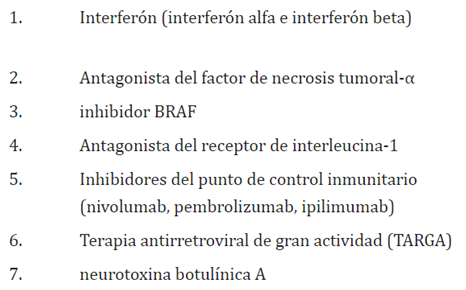 1. Interferón (interferón alfa e interferón beta)
2. Antagonista del factor de necrosis tumoral-α
3. inhibidor BRAF
4. Antagonista del receptor de interleucina-1
5. Inhibidores del punto de control inmunitario
(nivolumab, pembrolizumab, ipilimumab)
6. Terapia antirretroviral de gran actividad (TARGA)
7. neurotoxina botulínica A